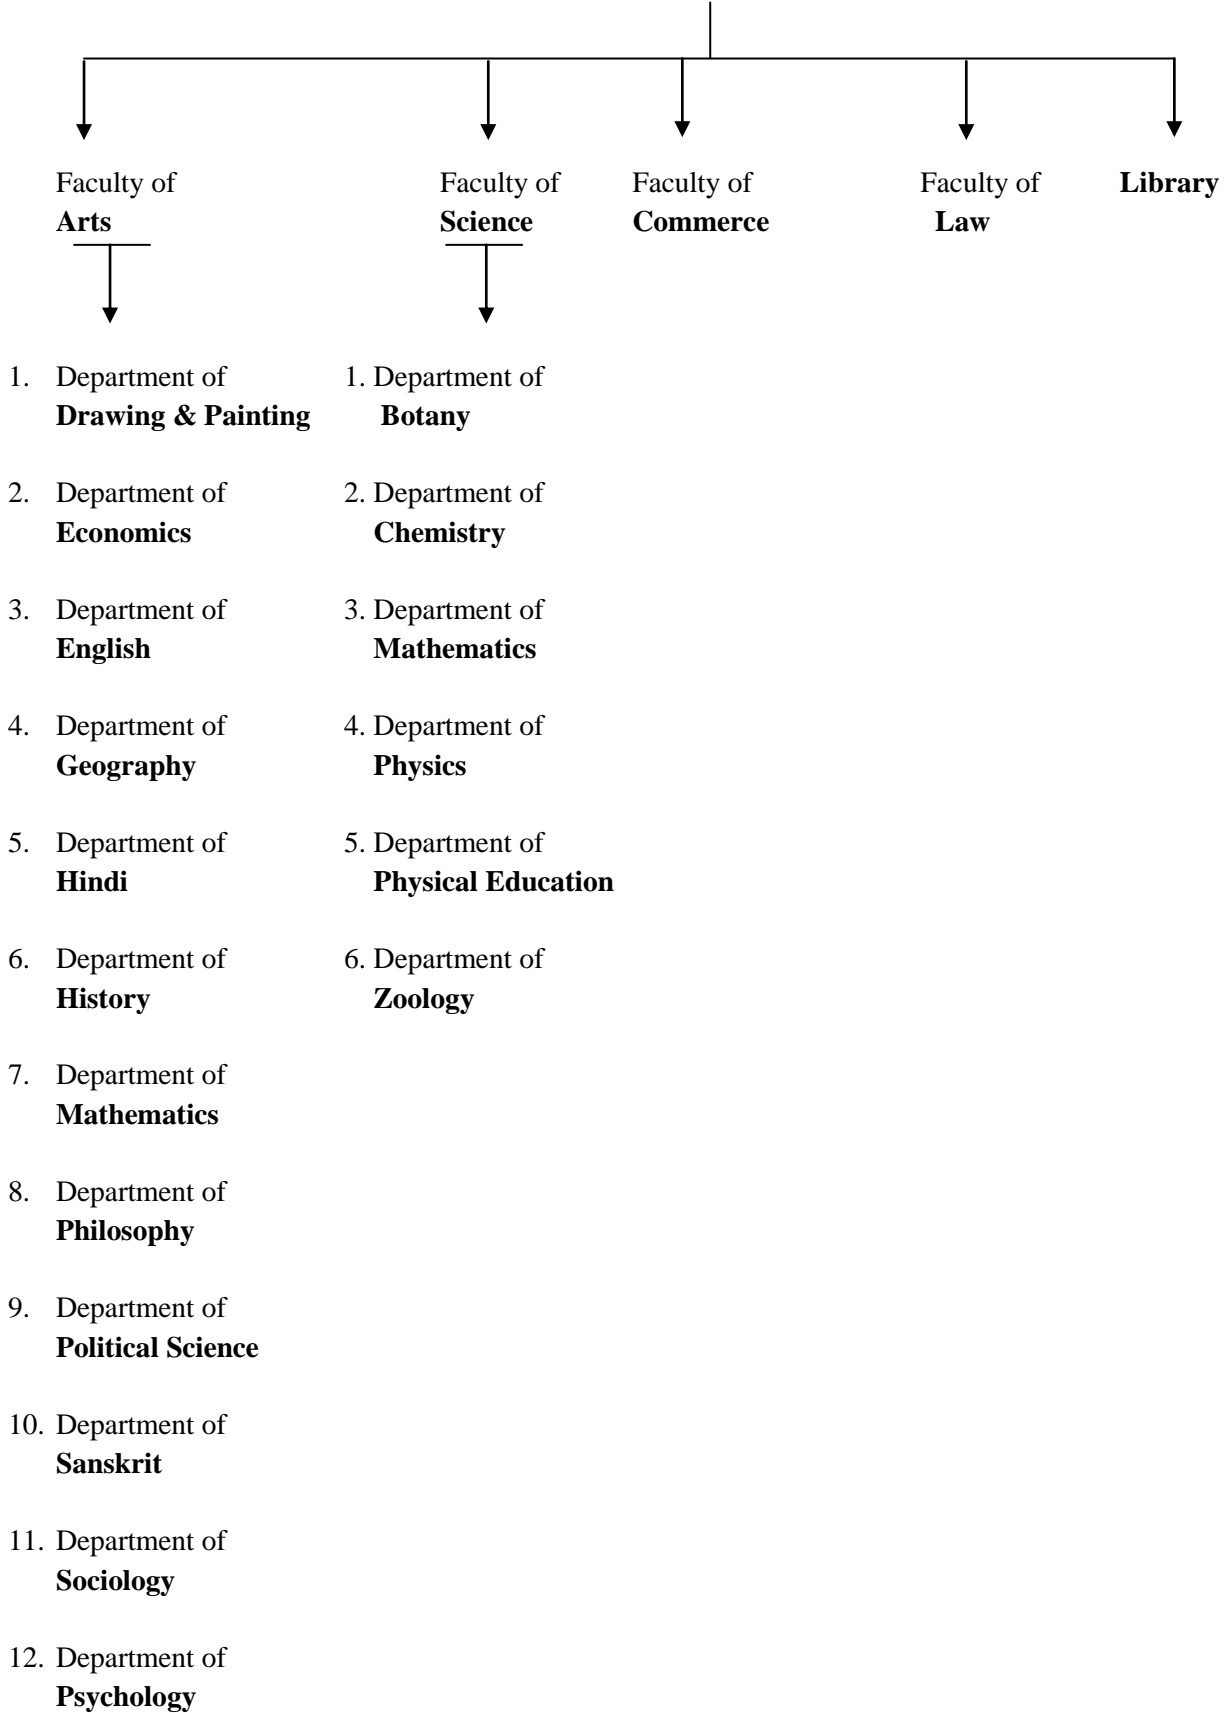 Faculty of
Arts
Faculty of
Science
Faculty of
Commerce
Faculty of
Law
Library
1. Department of
Drawing & Painting
2. Department of
Economics
3. Department of
English
4. Department of
Geography
5. Department of
Hindi
6. Department of
History
7. Department of
Mathematics
8. Department of
Philosophy
9. Department of
Political Science
10. Department of
Sanskrit
11. Department of
Sociology
12. Department of
Psychology
1. Department of
Botany
2. Department of
Chemistry
3. Department of
Mathematics
4. Department of
Physics
5. Department of
Physical Education
6. Department of
Zoology